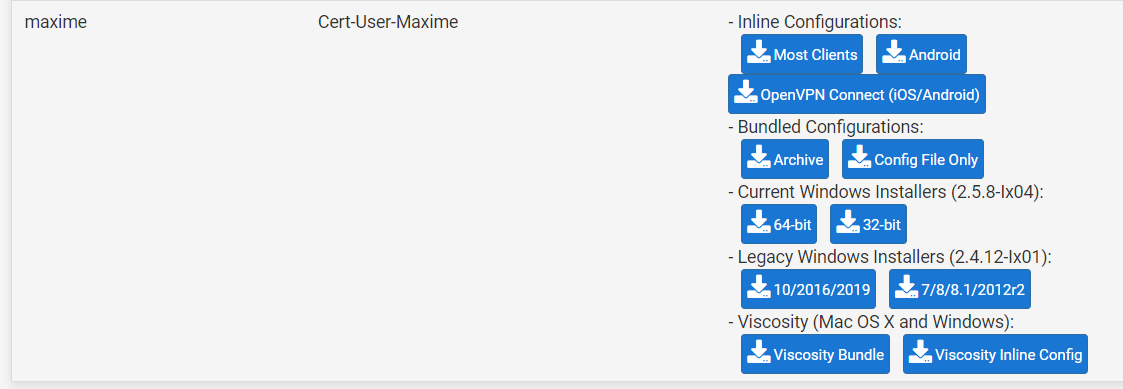 maxime Cert-User-Maxime - Inline Configurations:
Most Clients Android
OpenVPN Connect (iOS/Android)
- Bundled Configurations:
Archive Config File Only
- Current Windows Installers (2.5.8-Ix04):
64-bit 32-bit
- Legacy Windows Installers (2.4.12-Ix01):
10/2016/2019 7/8/8.1/2012r2
- Viscosity (Mac OS X and Windows):
Viscosity Bundle Viscosity Inline Config